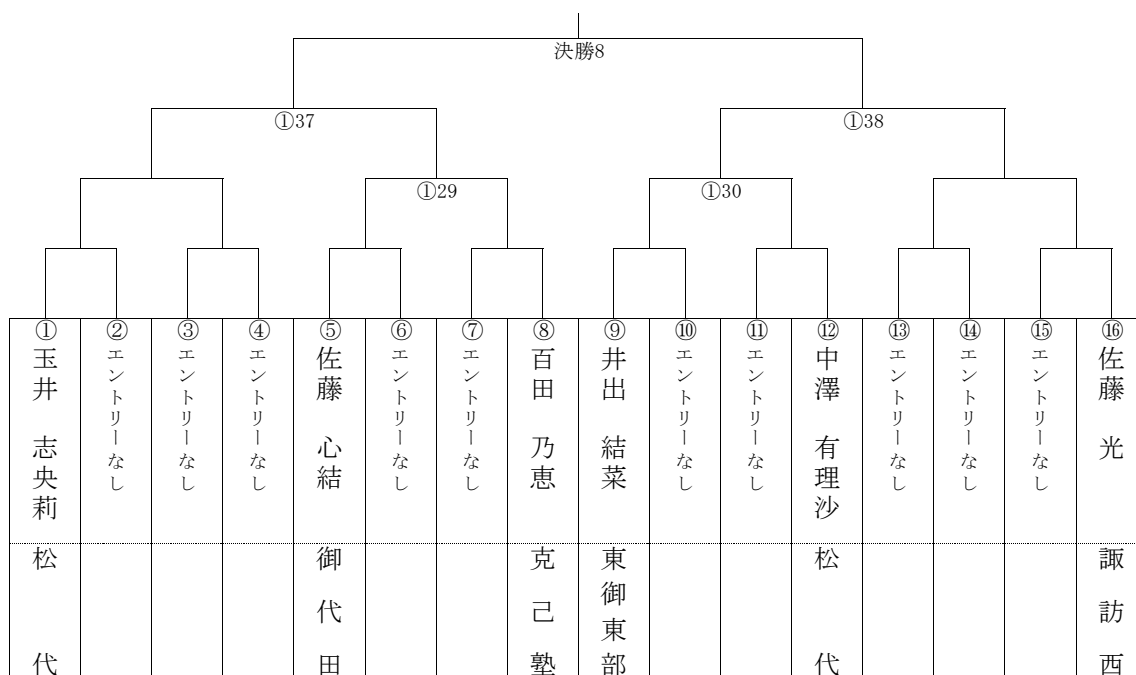 決勝8
①37
①38
①29
①30
① 玉井 志央莉 松代
② エントリーなし
③ エントリーなし
④ エントリーなし
⑤ 佐藤 心結 御代田
⑥ エントリーなし
⑦ エントリーなし
⑧ 百田 乃恵 克己塾
⑨ 井出 結菜 東御東部
⑩ エントリーなし
⑪ エントリーなし
⑫ 中澤 有理沙 松代
⑬ エントリーなし
⑭ エントリーなし
⑮ エントリーなし
⑯ 佐藤 光 諏訪西